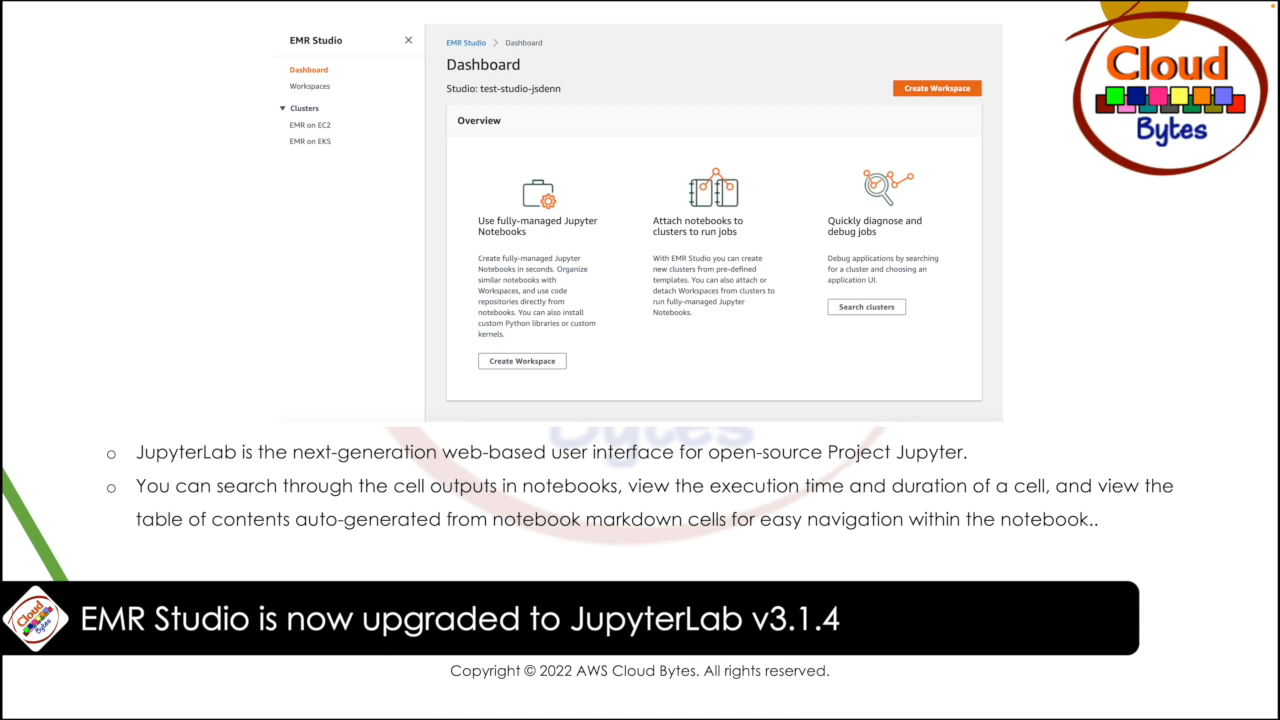 EMR Studio
Dashboard
Workspaces
Clusters
EMR on EC2
EMR on EKS
EMR Studio > Dashboard
Dashboard
Studio: test-studio-jsdenn
Create Workspace
Overview
Use fully-managed Jupyter
Notebooks
Create fully-managed Jupyter
Notebooks in seconds. Organize
similar notebooks with
Workspaces, and use code
repositories directly from
notebooks. You can also install
custom Python libraries or custom
kernels.
Create Workspace
Attach notebooks to
clusters to run jobs
With EMR Studio you can create
new clusters from pre-defined
templates. You can also attach or
detach Workspaces from clusters to
run fully-managed Jupyter
Notebooks.
Quickly diagnose and
debug jobs
Debug applications by searching
for a cluster and choosing an
application UI.
Search clusters
Cloud
Bytes
Bytes
o JupyterLab is the next-generation web-based user interface for open-source Project Jupyter.
o You can search through the cell outputs in notebooks, view the execution time and duration of a cell, and view the
table of contents auto-generated from notebook markdown cells for easy navigation within the notebook..
Cloud
Bytes
EMR Studio is now upgraded to JupyterLab v3.1.4
Copyright © 2022 AWS Cloud Bytes. All rights reserved.